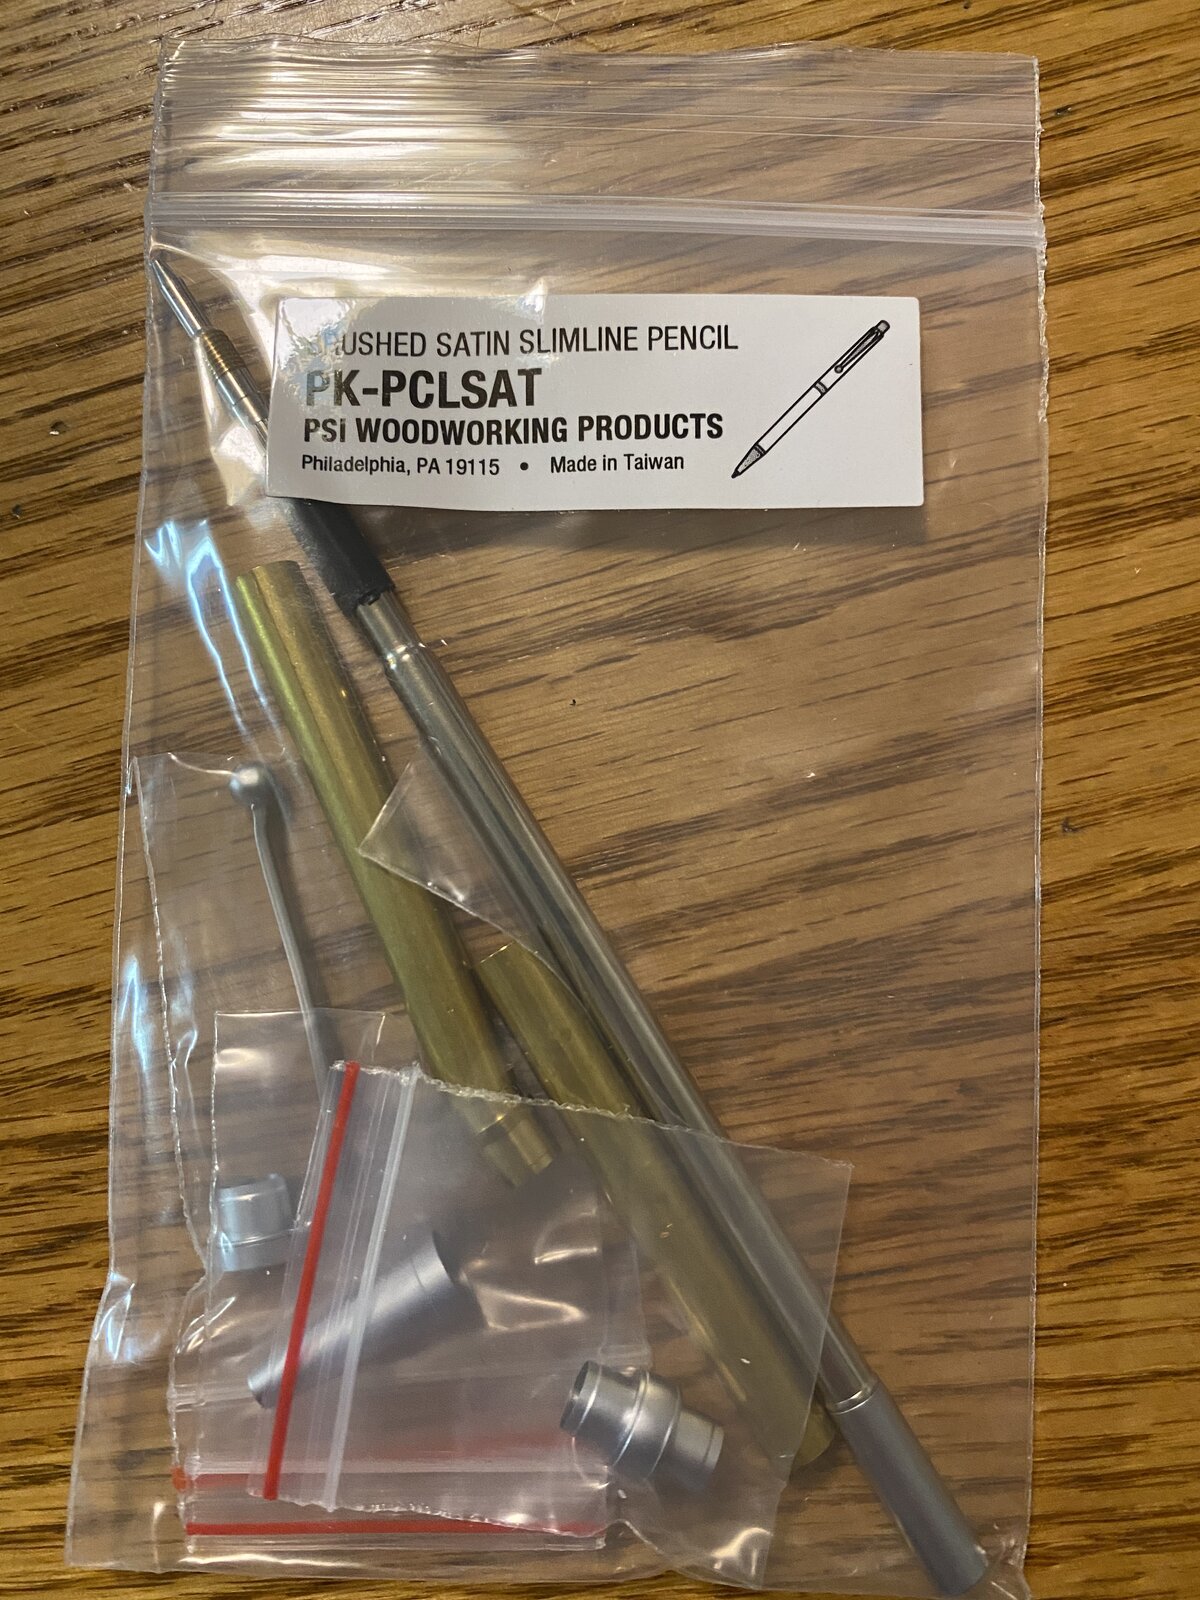 BRUSHED SATIN SLIMLINE PENCIL
PK-PCLSAT
PSI WOODWORKING PRODUCTS
Philadelphia, PA 19115 • Made in Taiwan